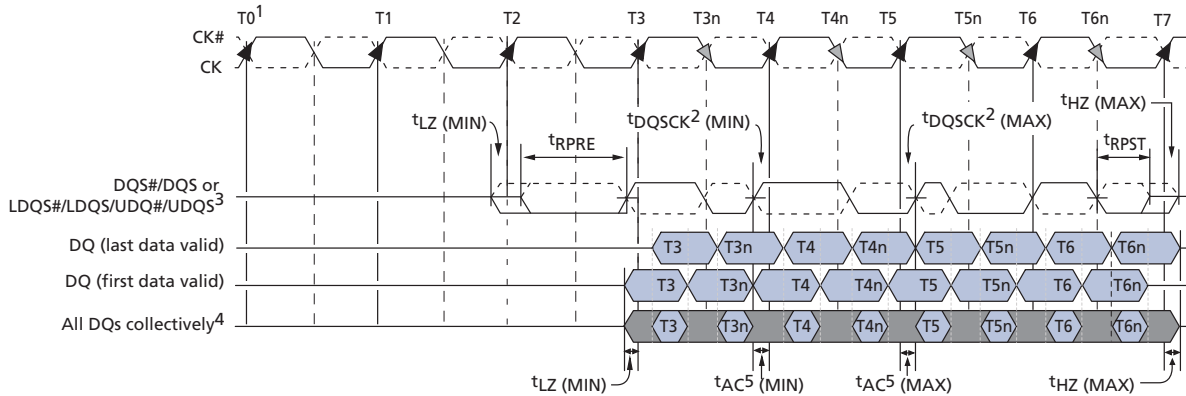 T0¹ T1 T2 T3 T3n T4 T4n T5 T5n T6 T6n T7
CK#
CK
tHZ (MAX)
tLZ (MIN) tDQSCK² (MIN) tDQSCK² (MAX)
tRPRE tRPST
DQS#/DQS or
LDQS#/LDQS/UDQ#/UDQS³
DQ (last data valid) T3 T3n T4 T4n T5 T5n T6 T6n
DQ (first data valid) T3 T3n T4 T4n T5 T5n T6 T6n
All DQs collectively⁴ T3 T3n T4 T4n T5 T5n T6 T6n
tLZ (MIN) tAC⁵ (MIN) tAC⁵ (MAX) tHZ (MAX)